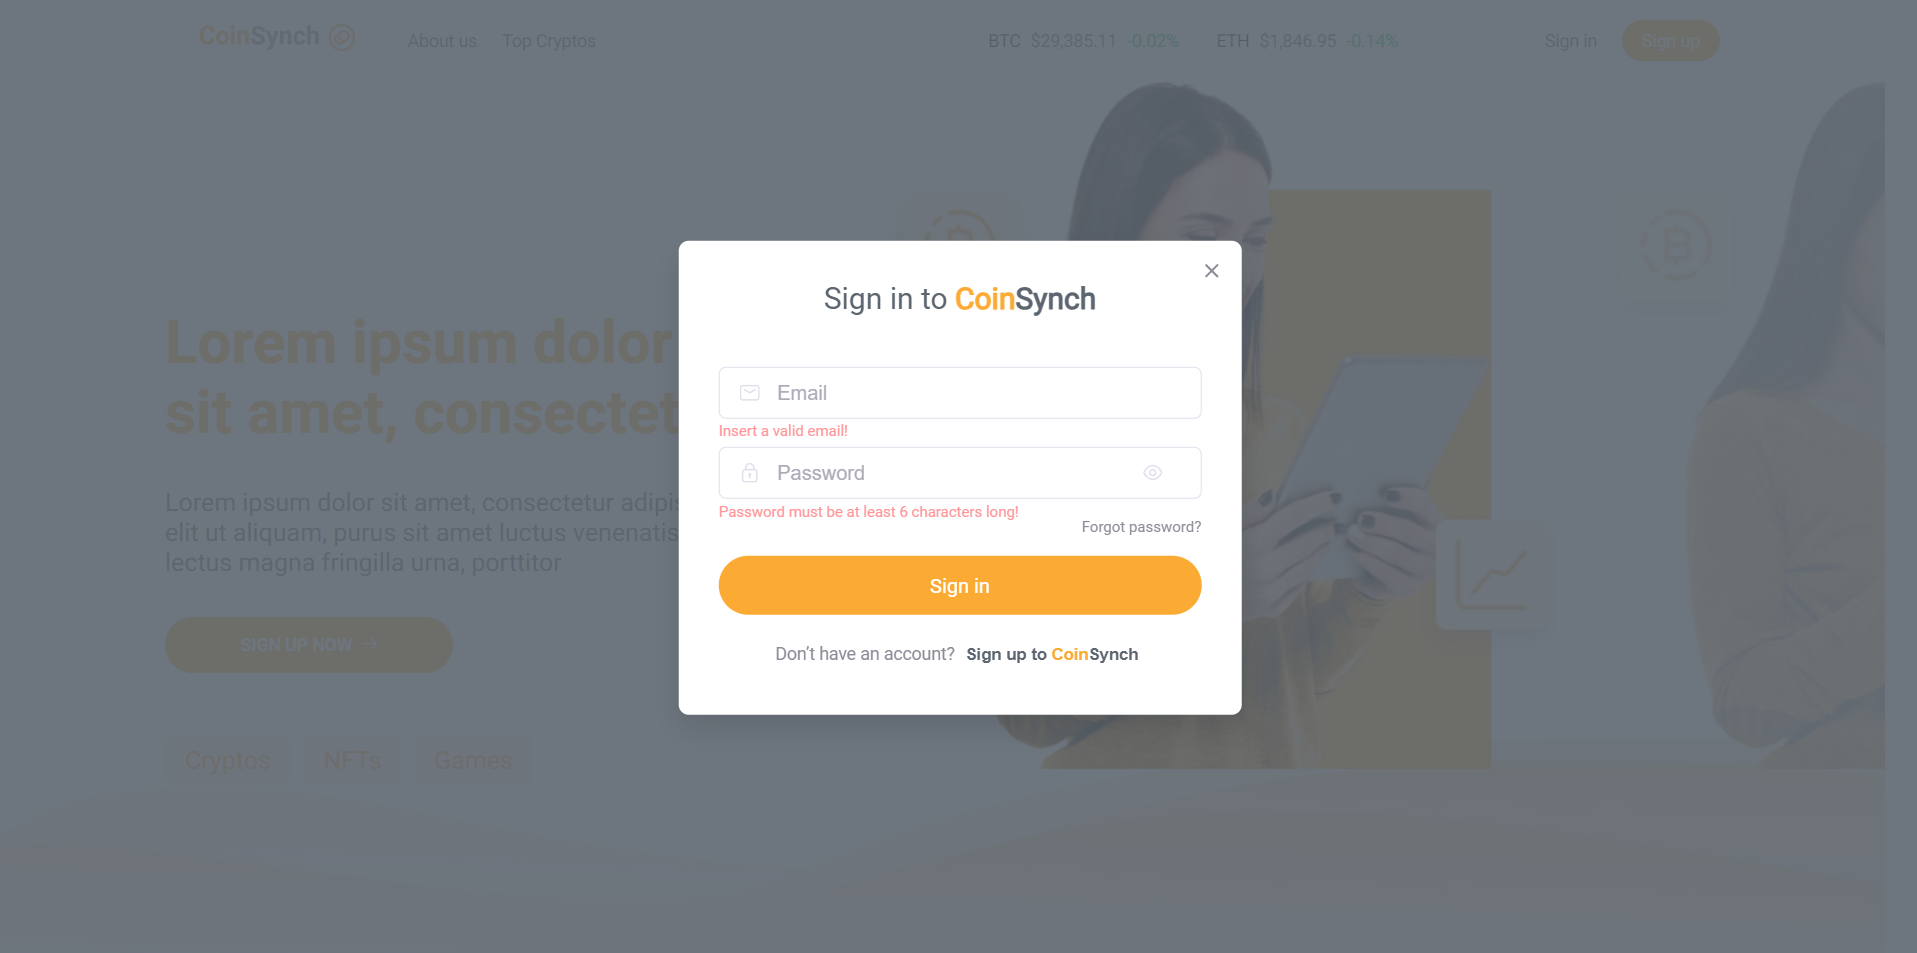 CoinSynch About us Top Cryptos BTC $29,385.11 -0.02% ETH $1,846.95 -0.14% Sign in Sign up
Lorem ipsum dolor
sit amet, consectet
Lorem ipsum dolor sit amet, consectetur adipis
elit ut aliquam, purus sit amet luctus venenatis
lectus magna fringilla urna, porttitor
SIGN UP NOW →
Cryptos NFTs Games
Sign in to CoinSynch
Email
Insert a valid email!
Password
Password must be at least 6 characters long!
Forgot password?
Sign in
Don’t have an account? Sign up to CoinSynch